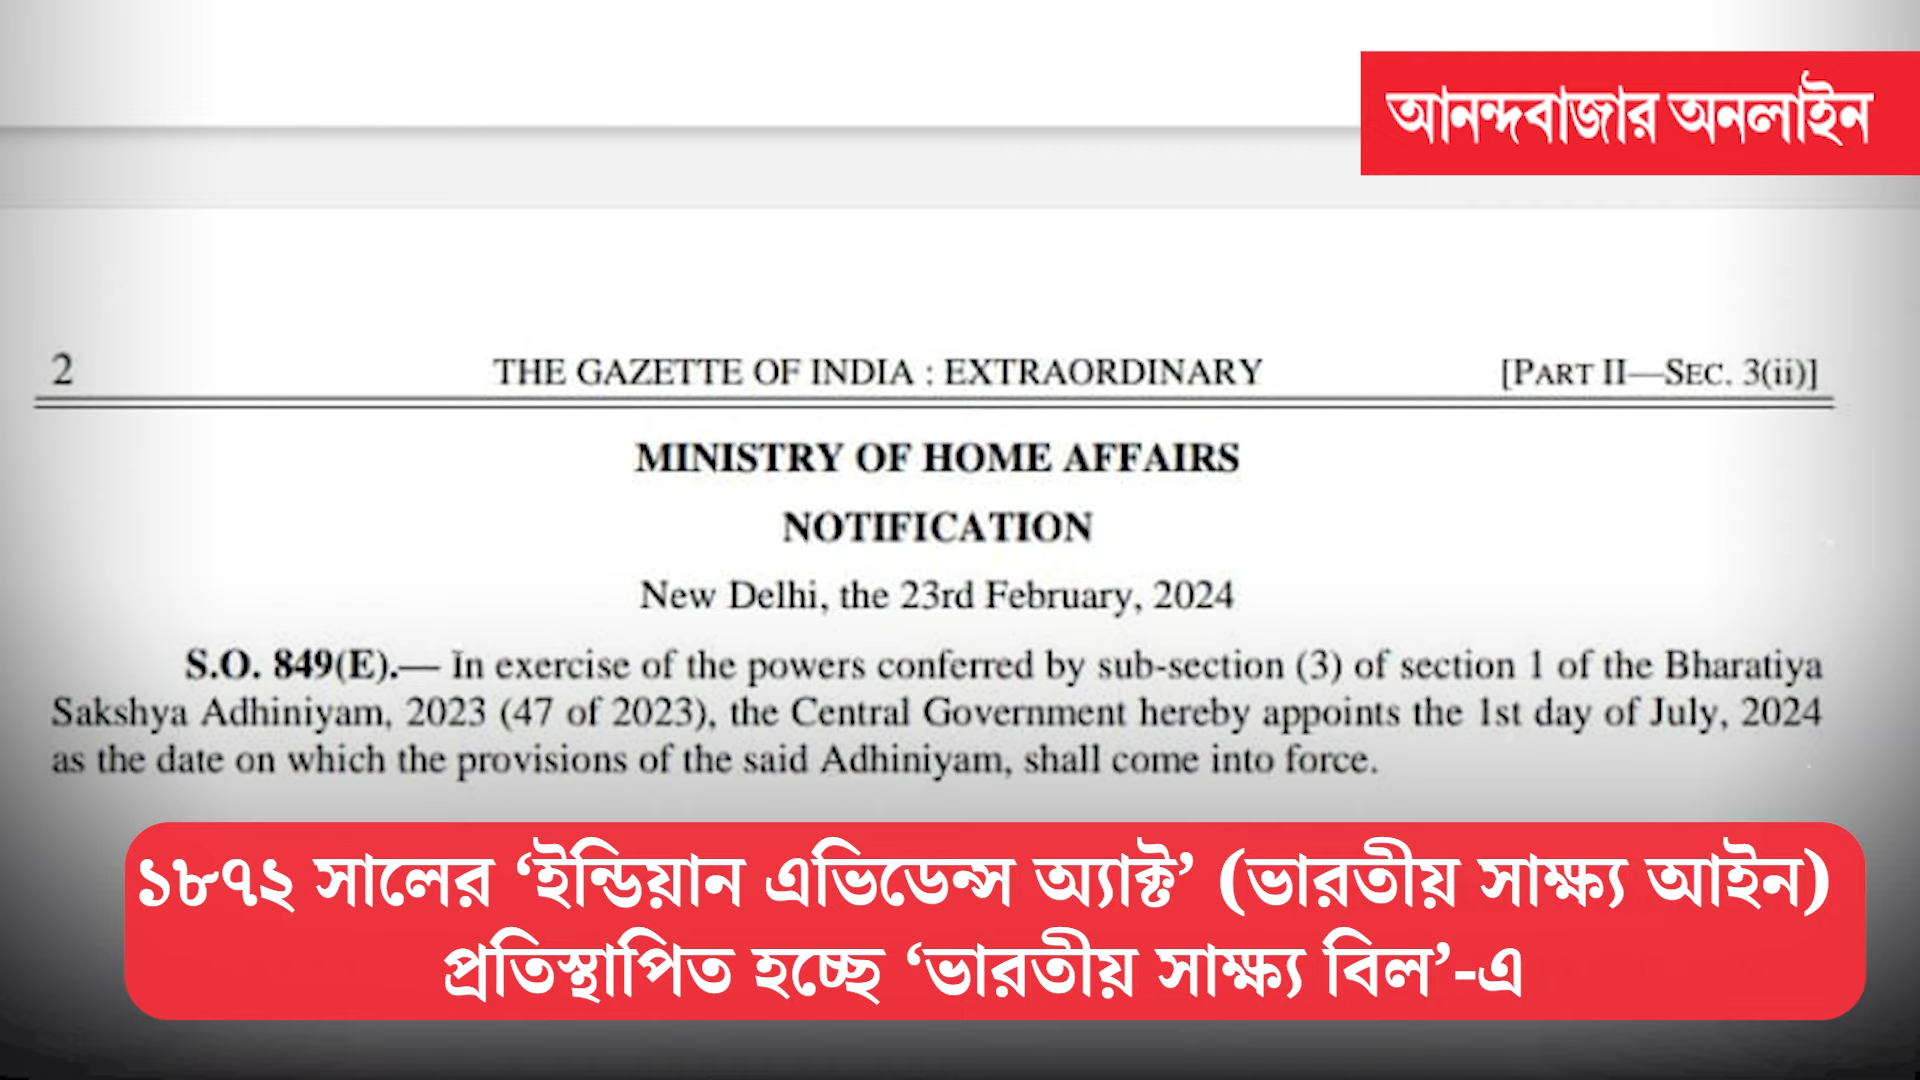 আনন্দবাজার অনলাইন
2 THE GAZETTE OF INDIA : EXTRAORDINARY [PART II—SEC. 3(ii)]
MINISTRY OF HOME AFFAIRS
NOTIFICATION
New Delhi, the 23rd February, 2024
S.O. 849(E).— In exercise of the powers conferred by sub-section (3) of section 1 of the Bharatiya
Sakshya Adhiniyam, 2023 (47 of 2023), the Central Government hereby appoints the 1st day of July, 2024
as the date on which the provisions of the said Adhiniyam, shall come into force.
১৮৭২ সালের ‘ইন্ডিয়ান এভিডেন্স অ্যাক্ট’ (ভারতীয় সাক্ষ্য আইন)
প্রতিস্থাপিত হচ্ছে ‘ভারতীয় সাক্ষ্য বিল’-এ